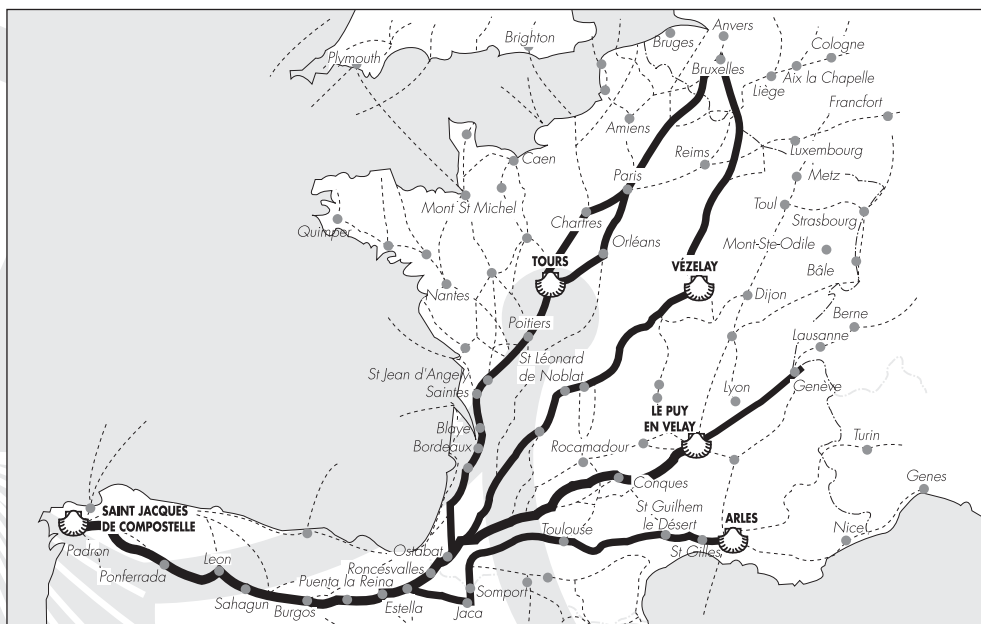 Anvers
Bruges
Brighton
Cologne
Plymouth
Bruxelles
Aix la Chapelle
Liège
Francfort
Amiens
Reims
Luxembourg
Caen
Paris
Metz
Mont St Michel
Toul
Chartres
Strasbourg
Quimper
Orléans
Mont-Ste-Odile
TOURS
VÉZELAY
Bâle
Nantes
Dijon
Berne
Poitiers
Lausanne
St Léonard
de Noblat
St Jean d'Angely
Saintes
Lyon
Genève
LE PUY
EN VELAY
Blaye
Bordeaux
Rocamadour
Turin
Conques
Genes
SAINT JACQUES
DE COMPOSTELLE
St Guilhem
le Désert
ARLES
Toulouse
Nice
Padron
Ostabat
St Gilles
Leon
Roncésvalles
Ponferrada
Puenta la Reina
Somport
Sahagun
Burgos
Estella
Jaca